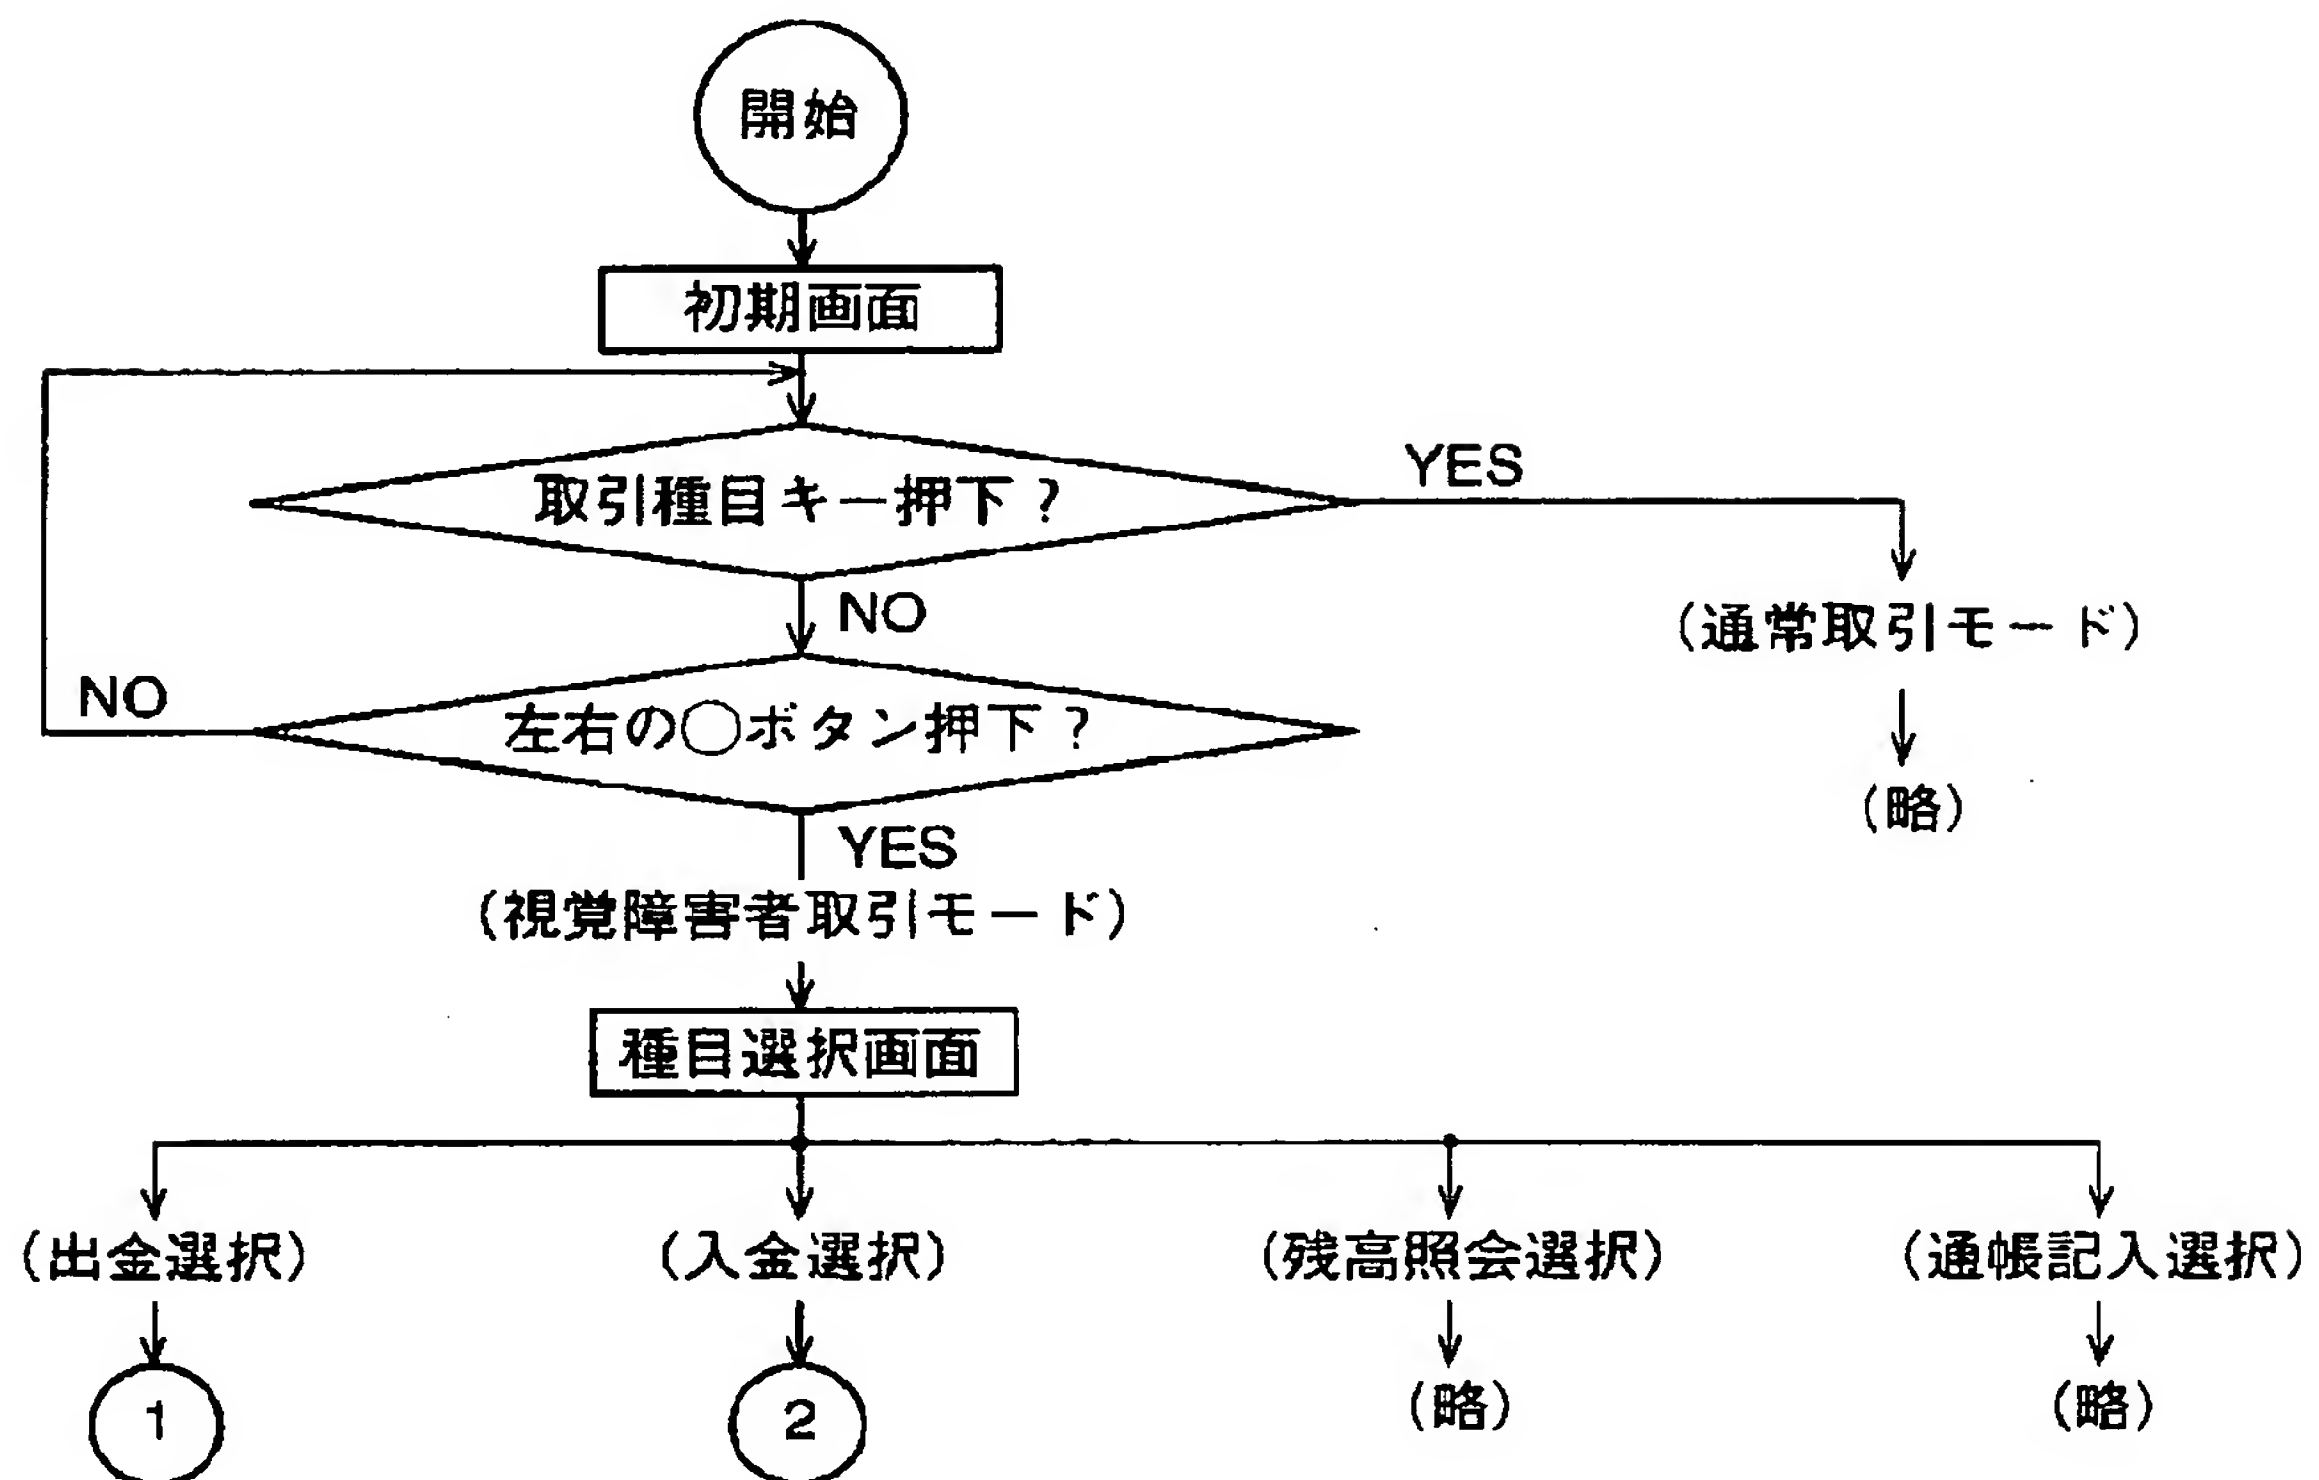 開始
初期画面
取引種目キー押下？
YES
NO
(通常取引モード)
NO
左右の○ボタン押下？
(略)
YES
(視覚障害者取引モード)
種目選択画面
(出金選択)
(入金選択)
(残高照会選択)
(通帳記入選択)
1
2
(略)
(略)